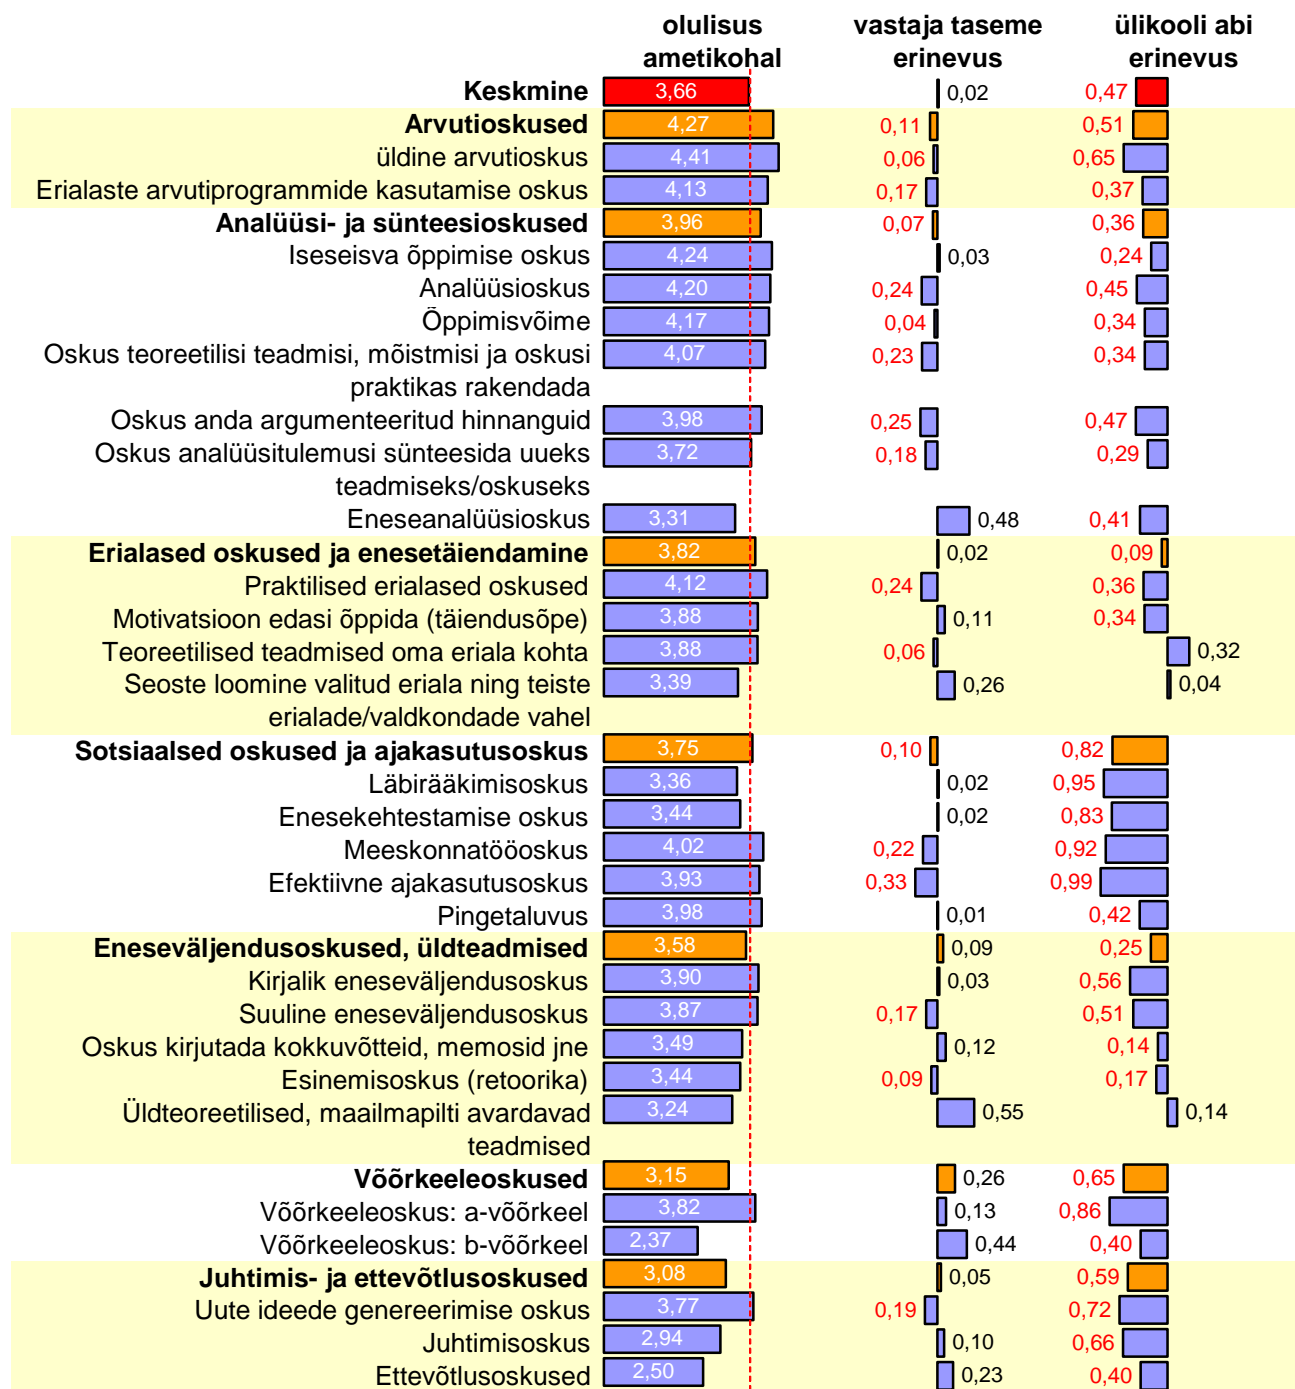 olulisus vastaja taseme ülikooli abi
ametikohal erinevus erinevus
Keskmine 3,66 0,02 0,47
Arvutioskused 4,27 0,11 0,51
üldine arvutioskus 4,41 0,06 0,65
Erialaste arvutiprogrammide kasutamise oskus 4,13 0,17 0,37
Analüüsi- ja sünteesioskused 3,96 0,07 0,36
Iseseisva õppimise oskus 4,24 0,03 0,24
Analüüsioskus 4,20 0,24 0,45
Õppimisvõime 4,17 0,04 0,34
Oskus teoreetilisi teadmisi, mõistmisi ja oskusi 4,07 0,23 0,34
praktikas rakendada
Oskus anda argumenteeritud hinnanguid 3,98 0,25 0,47
Oskus analüüsitulemusi sünteesida uueks 3,72 0,18 0,29
teadmiseks/oskuseks
Eneseanalüüsioskus 3,31 0,48 0,41
Erialased oskused ja enesetäiendamine 3,82 0,02 0,09
Praktilised erialased oskused 4,12 0,24 0,36
Motivatsioon edasi õppida (täiendusõpe) 3,88 0,11 0,34
Teoreetilised teadmised oma eriala kohta 3,88 0,06 0,32
Seoste loomine valitud eriala ning teiste 3,39 0,26 0,04
erialade/valdkondade vahel
Sotsiaalsed oskused ja ajakasutusoskus 3,75 0,10 0,82
Läbirääkimisoskus 3,36 0,02 0,95
Enesekehtestamise oskus 3,44 0,02 0,83
Meeskonnatööoskus 4,02 0,22 0,92
Efektiivne ajakasutusoskus 3,93 0,33 0,99
Pingetaluvus 3,98 0,01 0,42
Eneseväljendusoskused, üldteadmised 3,58 0,09 0,25
Kirjalik eneseväljendusoskus 3,90 0,03 0,56
Suuline eneseväljendusoskus 3,87 0,17 0,51
Oskus kirjutada kokkuvõtteid, memosid jne 3,49 0,12 0,14
Esinemisoskus (retoorika) 3,44 0,09 0,17
Üldteoreetilised, maailmapilti avardavad 3,24 0,55 0,14
teadmised
Võõrkeeleoskused 3,15 0,26 0,65
Võõrkeeleoskus: a-võõrkeel 3,82 0,13 0,86
Võõrkeeleoskus: b-võõrkeel 2,37 0,44 0,40
Juhtimis- ja ettevõtlusoskused 3,08 0,05 0,59
Uute ideede genereerimise oskus 3,77 0,19 0,72
Juhtimisoskus 2,94 0,10 0,66
Ettevõtlusoskused 2,50 0,23 0,40